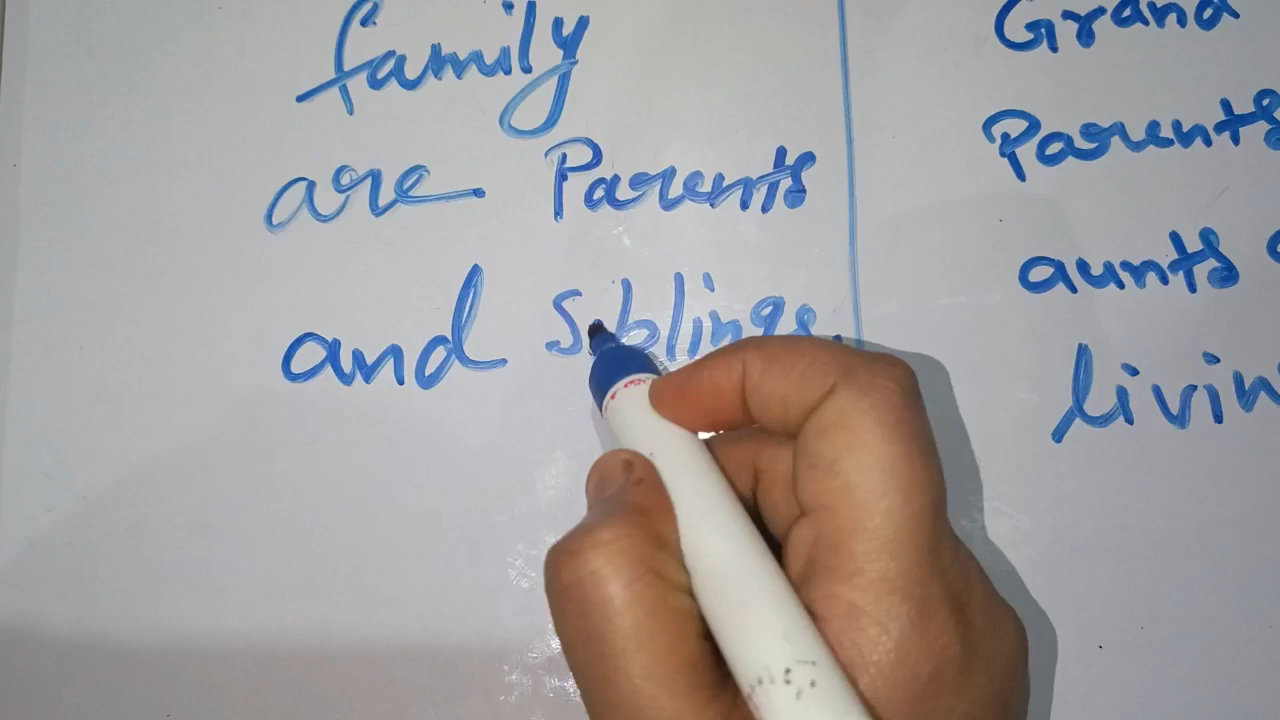 family
are Parents
and Siblings.
Grand
Parents
aunts
livin